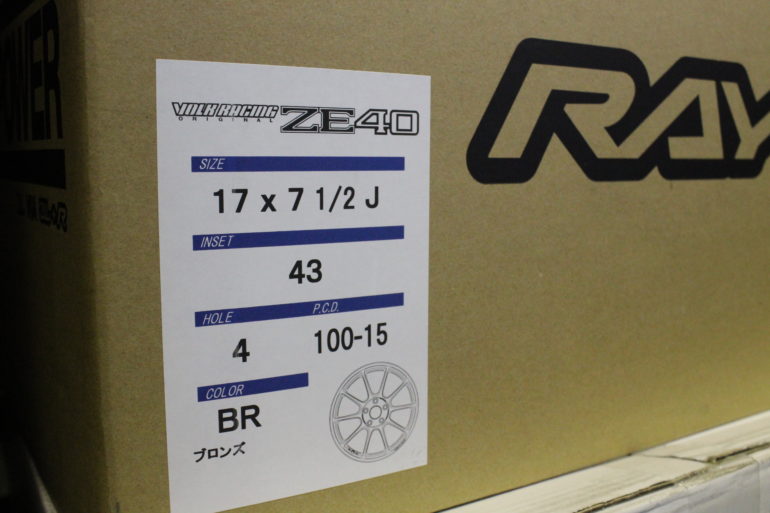 VOLK RACING
ORIGINAL
ZE40
SIZE
17 x 7 1/2 J
INSET
43
HOLE
4
P.C.D.
100-15
COLOR
BR
ブロンズ
RAY